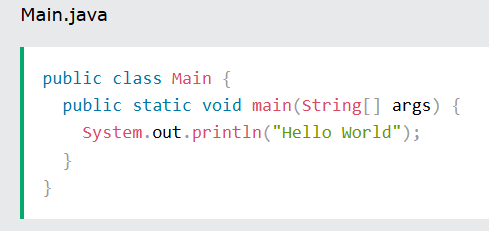 Main.java
public class Main {
  public static void main(String[] args) {
    System.out.println("Hello World");
  }
}